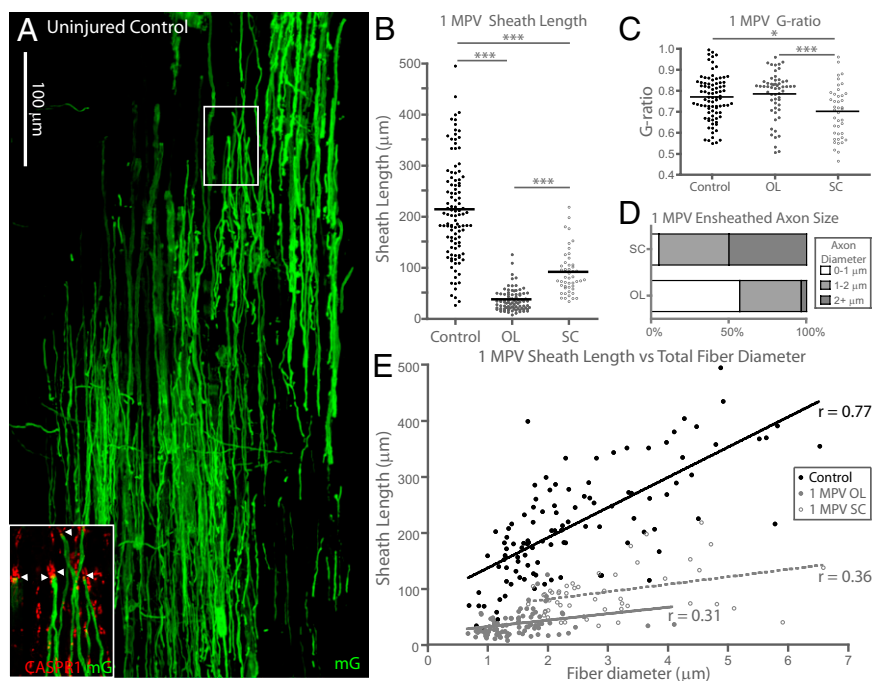 A Uninjured Control
100 μm
CASPR1 mG
mG
B 1 MPV Sheath Length
***
***
***
Sheath Length (μm)
500
400
300
200
100
0
Control OL SC
C 1 MPV G-ratio
*
***
G-ratio
1.0
0.9
0.8
0.7
0.6
0.5
0.4
Control OL SC
D 1 MPV Ensheathed Axon Size
SC
OL
0% 50% 100%
Axon
Diameter
0-1 μm
1-2 μm
2+ μm
E 1 MPV Sheath Length vs Total Fiber Diameter
Sheath Length (μm)
500
400
300
200
100
0
r = 0.77
Control
1 MPV OL
1 MPV SC
r = 0.36
r = 0.31
0 1 2 3 4 5 6 7
Fiber diameter (μm)